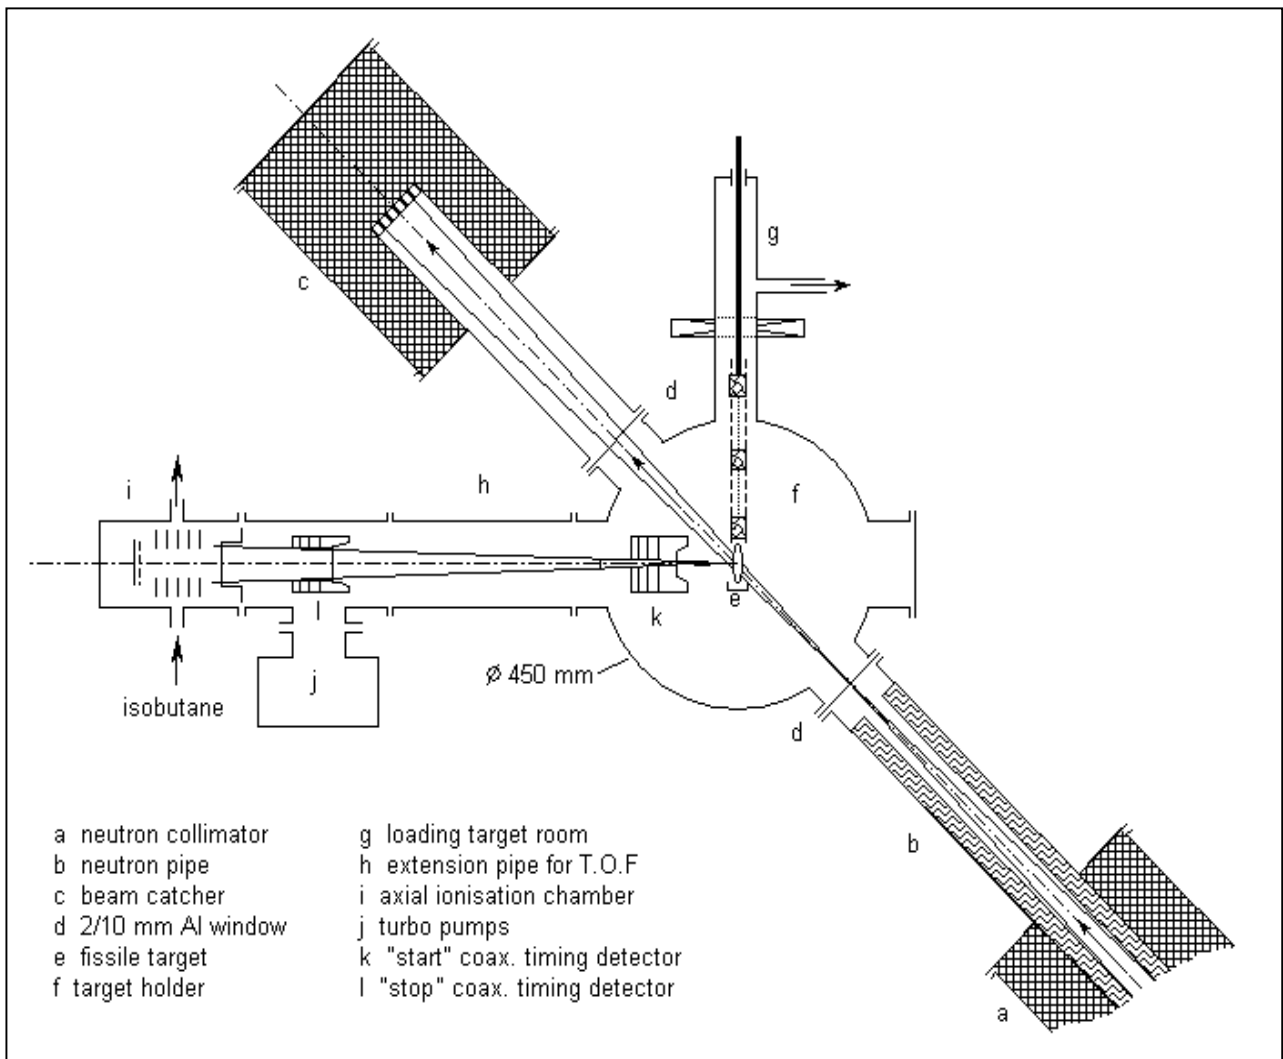 c
g
d
i
h
f
e
k
l
j
isobutane
Ø 450 mm
d
b
a
a neutron collimator
b neutron pipe
c beam catcher
d 2/10 mm Al window
e fissile target
f target holder
g loading target room
h extension pipe for T.O.F
i axial ionisation chamber
j turbo pumps
k "start" coax. timing detector
l "stop" coax. timing detector